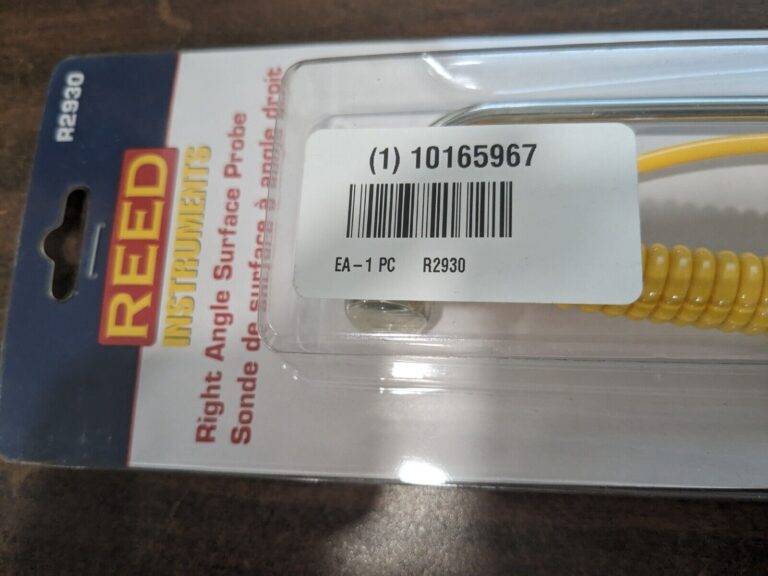 R2930
REED
INSTRUMENTS
Right Angle Surface Probe
Sonde de surface à angle droit
(1) 10165967
EA-1 PC R2930